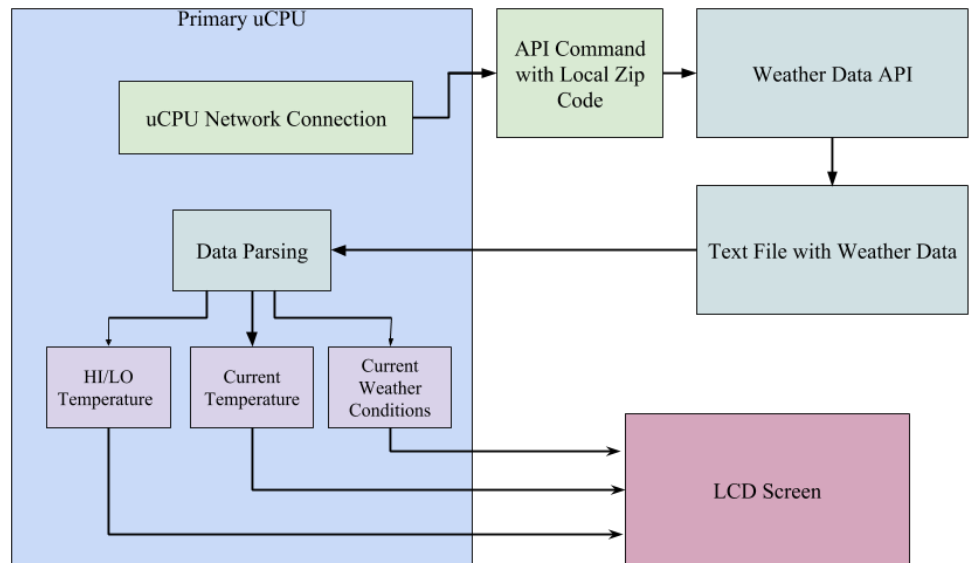 Primary uCPU
uCPU Network Connection
API Command
with Local Zip
Code
Weather Data API
Text File with Weather Data
Data Parsing
HI/LO
Temperature
Current
Temperature
Current
Weather
Conditions
LCD Screen